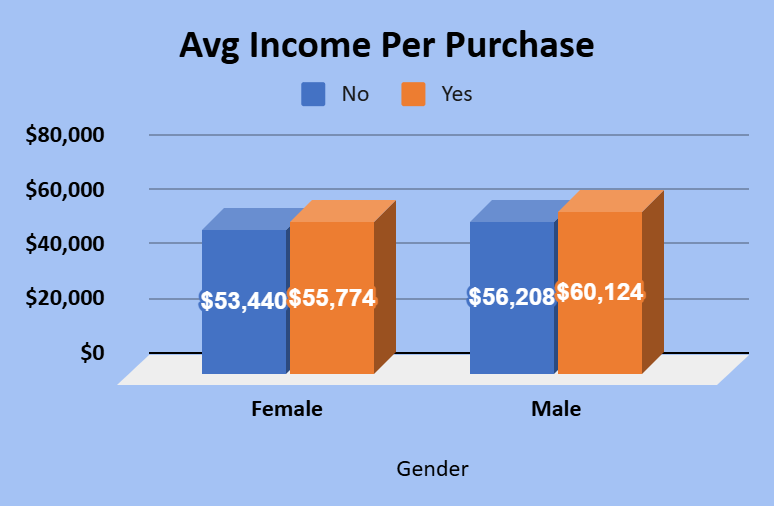 Avg Income Per Purchase
No Yes
$80,000
$60,000
$40,000
$20,000
$0
$53,440 $55,774 $56,208 $60,124
Female Male
Gender